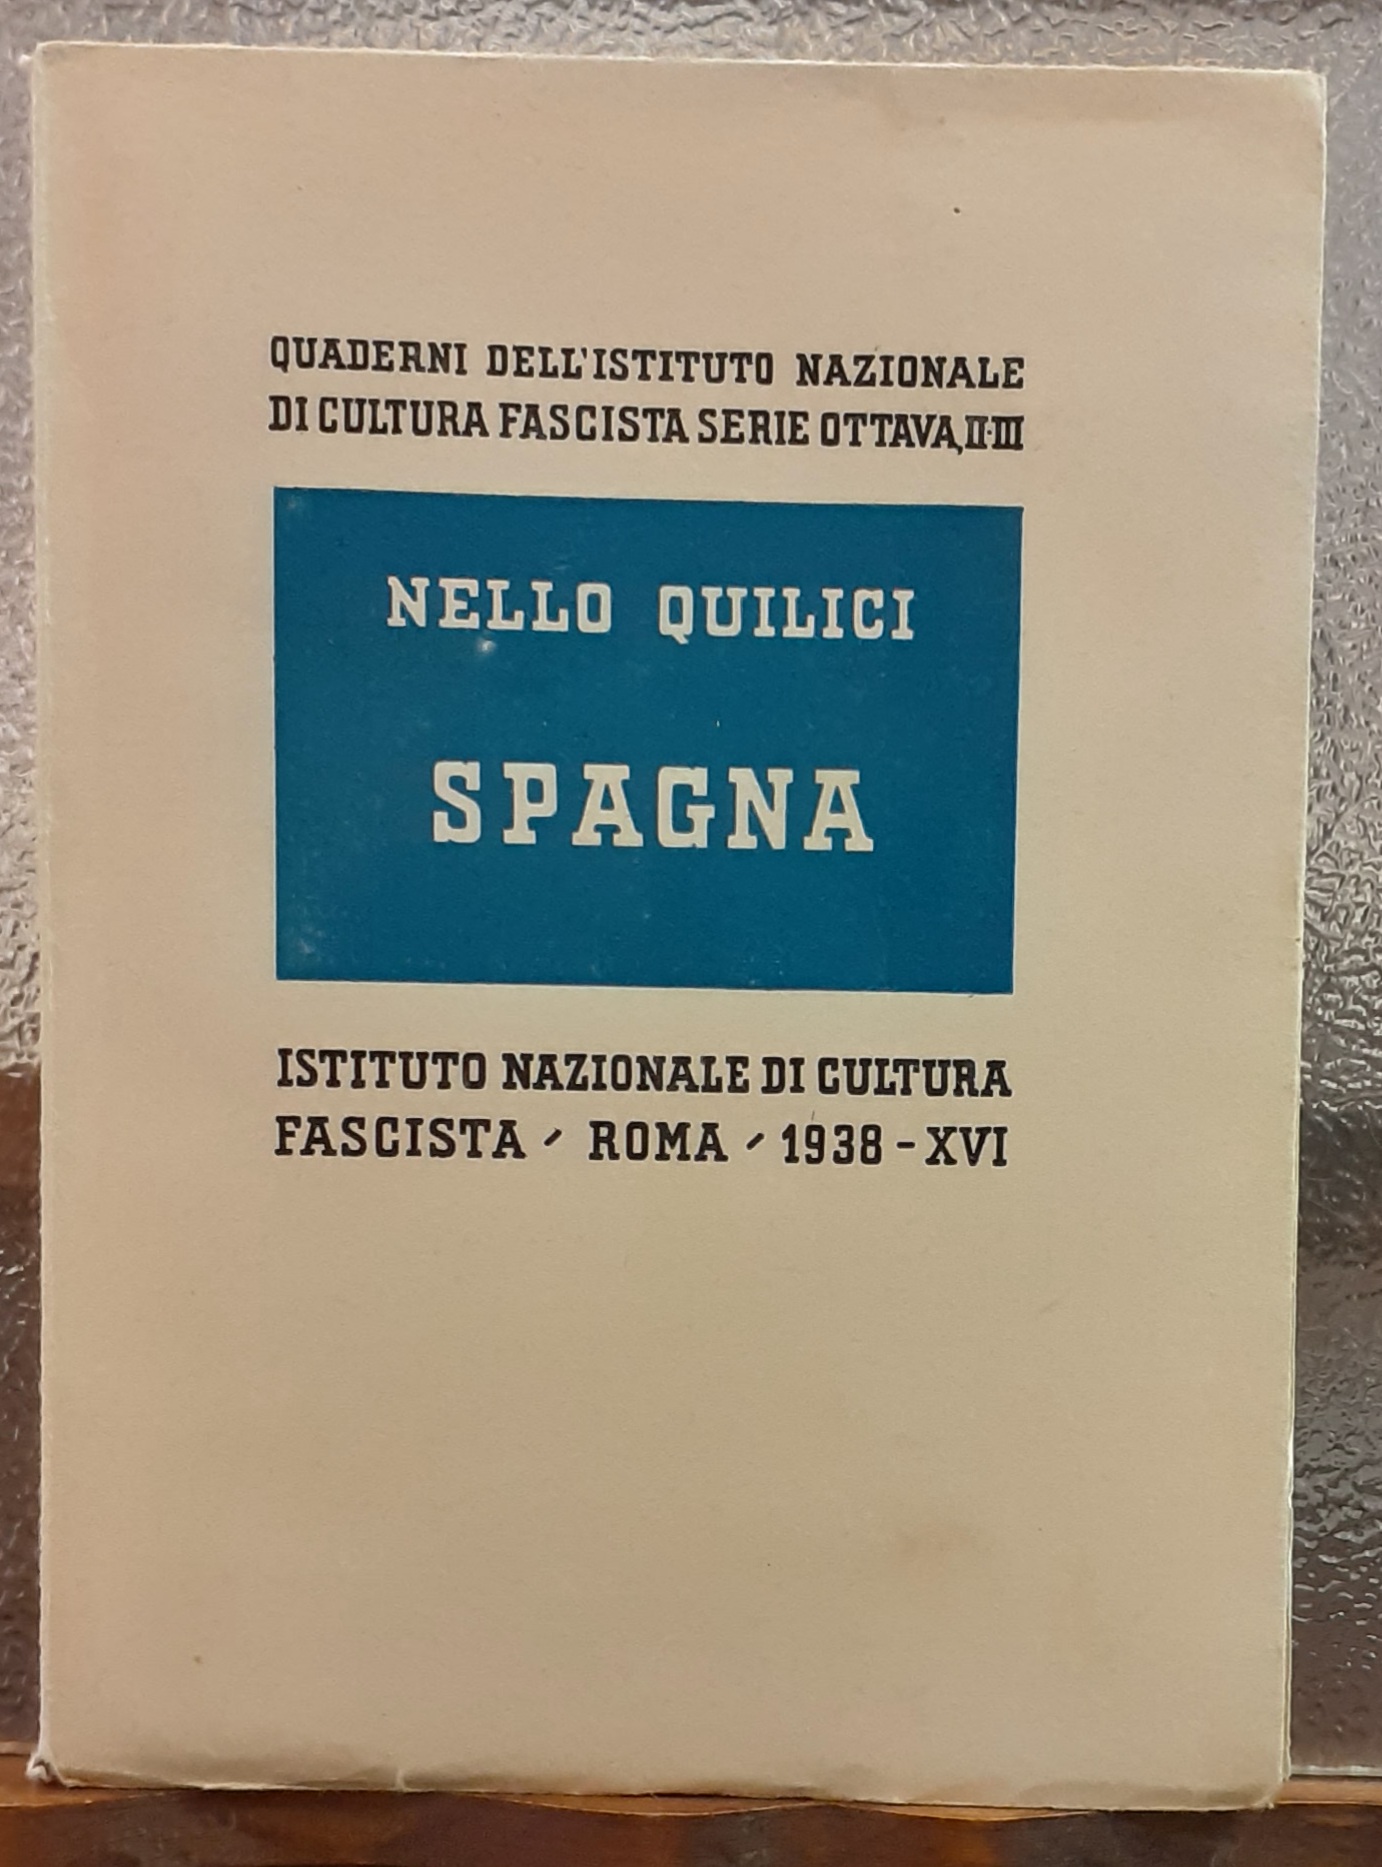 QUADERNI DELL'ISTITUTO NAZIONALE
DI CULTURA FASCISTA SERIE OTTAVA, II-III
NELLO QUILICI
SPAGNA
ISTITUTO NAZIONALE DI CULTURA
FASCISTA - ROMA - 1938 - XVI